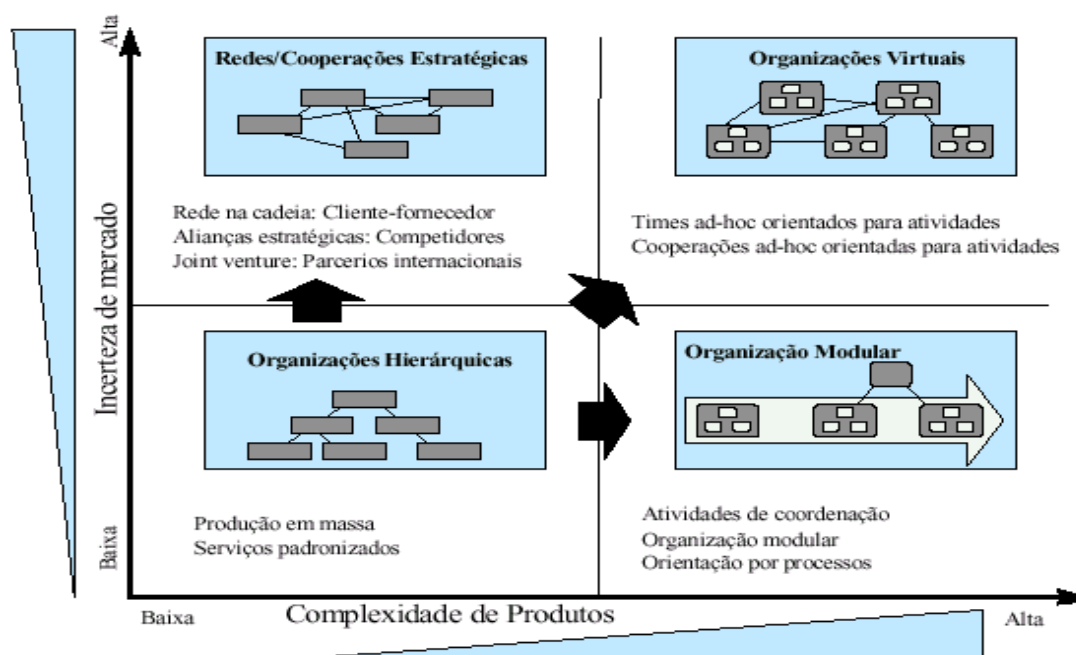 Alta
Redes/Cooperações Estratégicas
Organizações Virtuais
Rede na cadeia: Cliente-fornecedor
Alianças estratégicas: Competidores
Joint venture: Parcerios internacionais
Times ad-hoc orientados para atividades
Cooperações ad-hoc orientadas para atividades
Incerteza de mercado
Organizações Hierárquicas
Organização Modular
Produção em massa
Serviços padronizados
Atividades de coordenação
Organização modular
Orientação por processos
Baixa
Baixa
Complexidade de Produtos
Alta